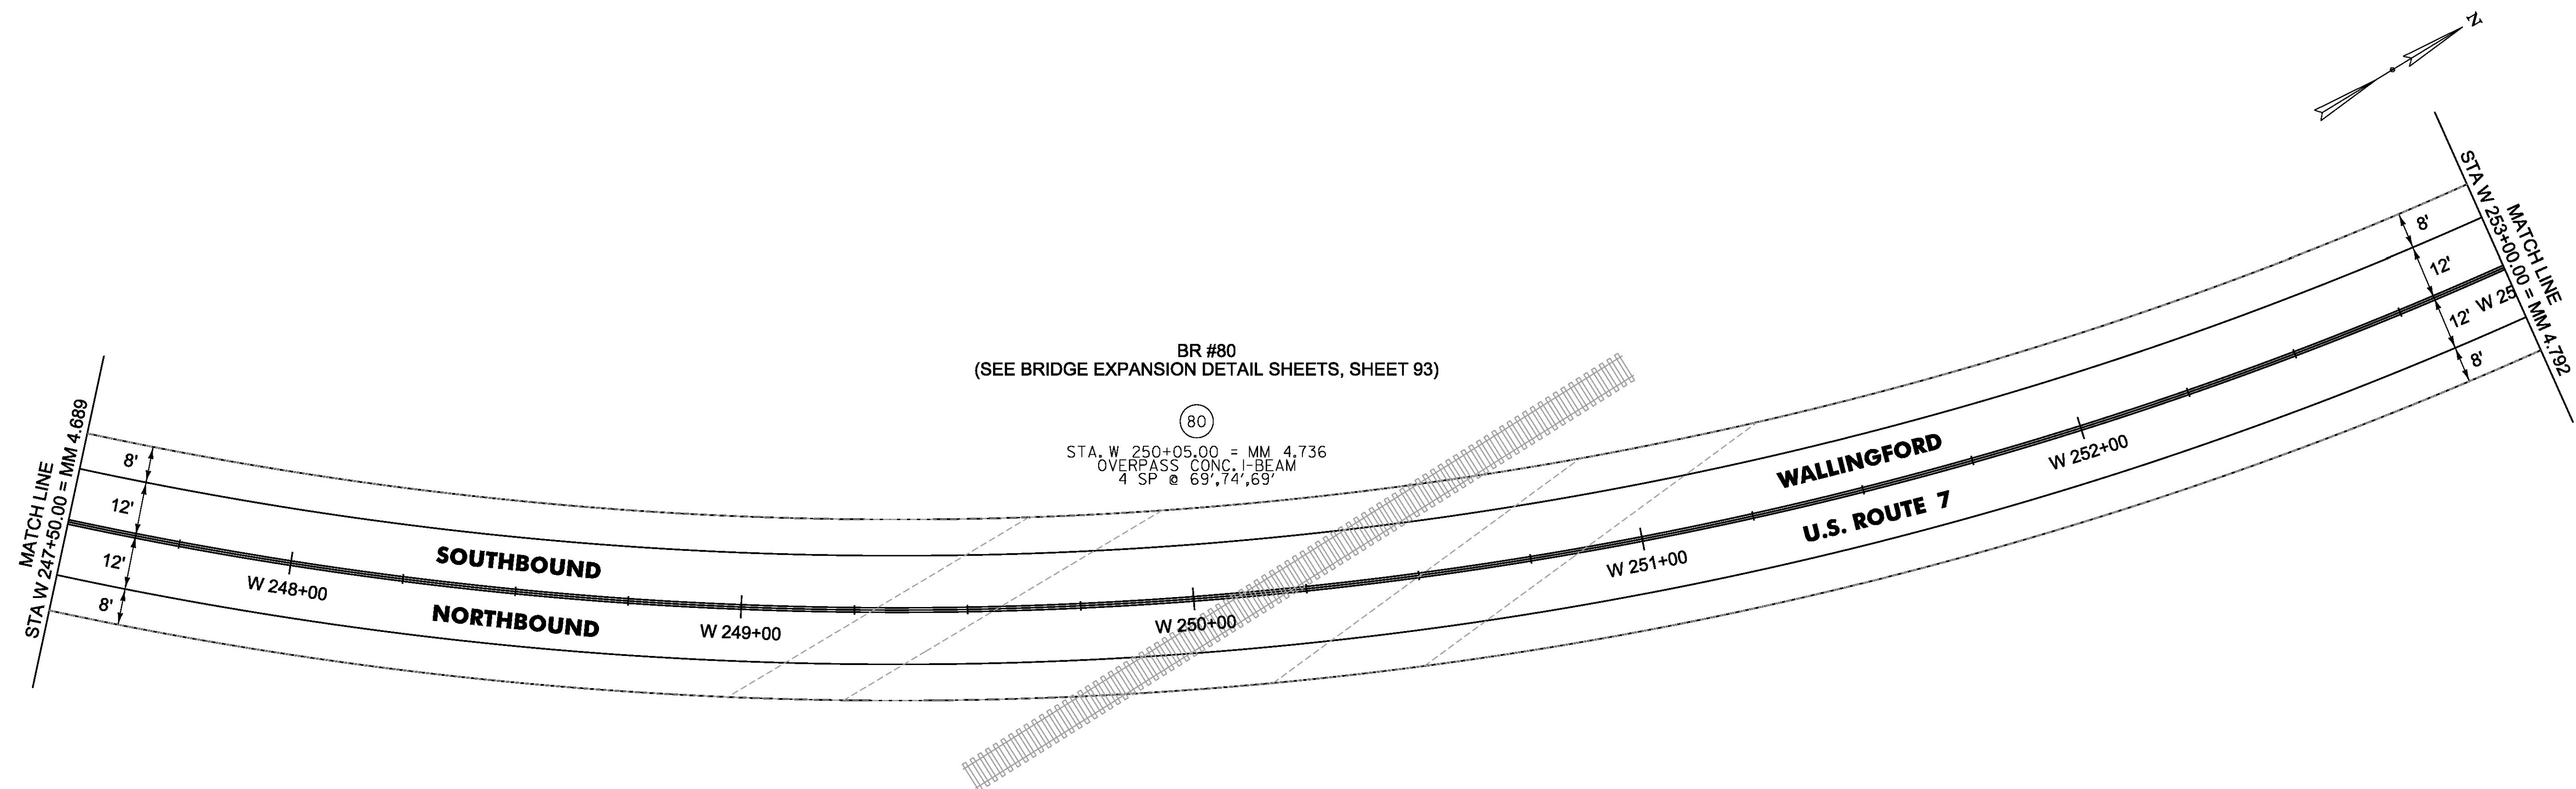 N
MATCH LINE
STA W 253+00.00 = MM 4.792
8'
12'
12'
8'
W 25
BR #80
(SEE BRIDGE EXPANSION DETAIL SHEETS, SHEET 93)
80
STA. W 250+05.00 = MM 4.736
OVERPASS CONC. I-BEAM
4 SP @ 69',74',69'
MATCH LINE
STA W 247+50.00 = MM 4.689
8'
12'
12'
8'
SOUTHBOUND
NORTHBOUND
WALLINGFORD
U.S. ROUTE 7
W 248+00
W 249+00
W 250+00
W 251+00
W 252+00